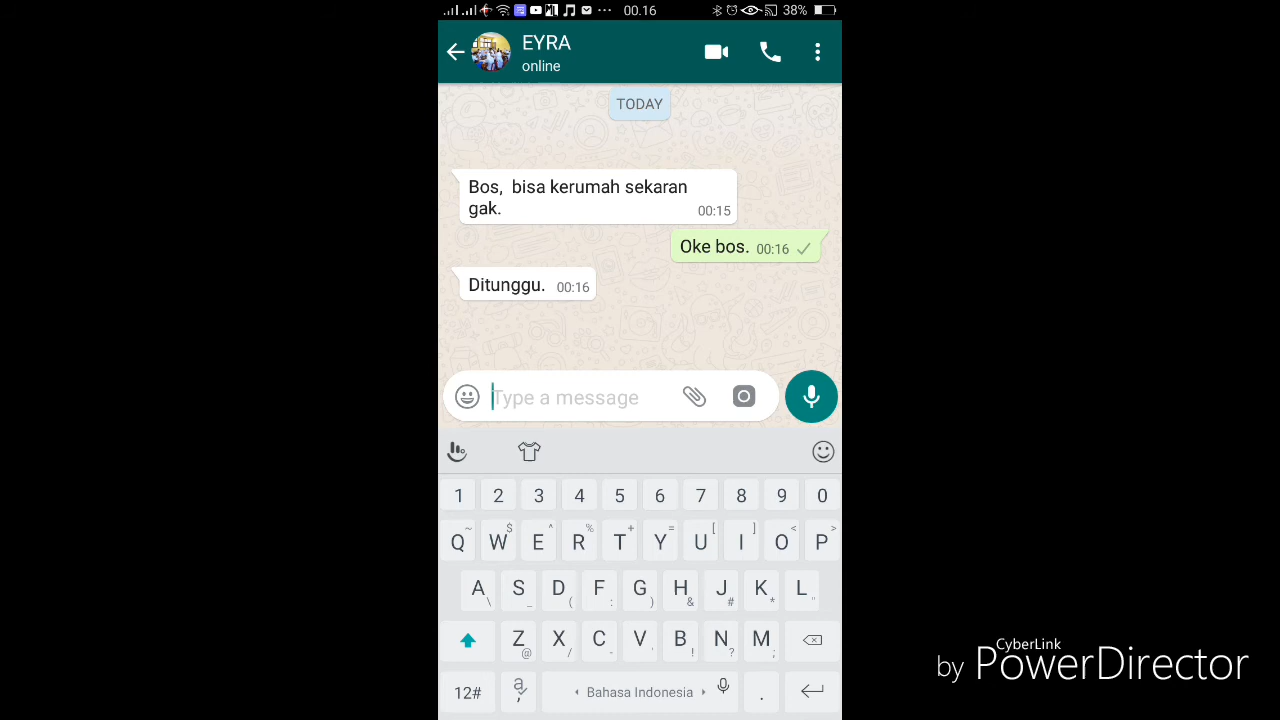 00.16
38%
EYRA
online
TODAY
Bos,  bisa kerumah sekaran
gak.
00:15
Oke bos. 00:16
Ditunggu. 00:16
Type a message
1 2 3 4 5 6 7 8 9 0
~ $ ^ % + = [ ] < >
Q W E R T Y U I O P
A S D F G H J K L
\ _ ( : ) & # * "
Z X C V B N M
@ / - ' ! ? ;
12# , Bahasa Indonesia .
CyberLink
by PowerDirector